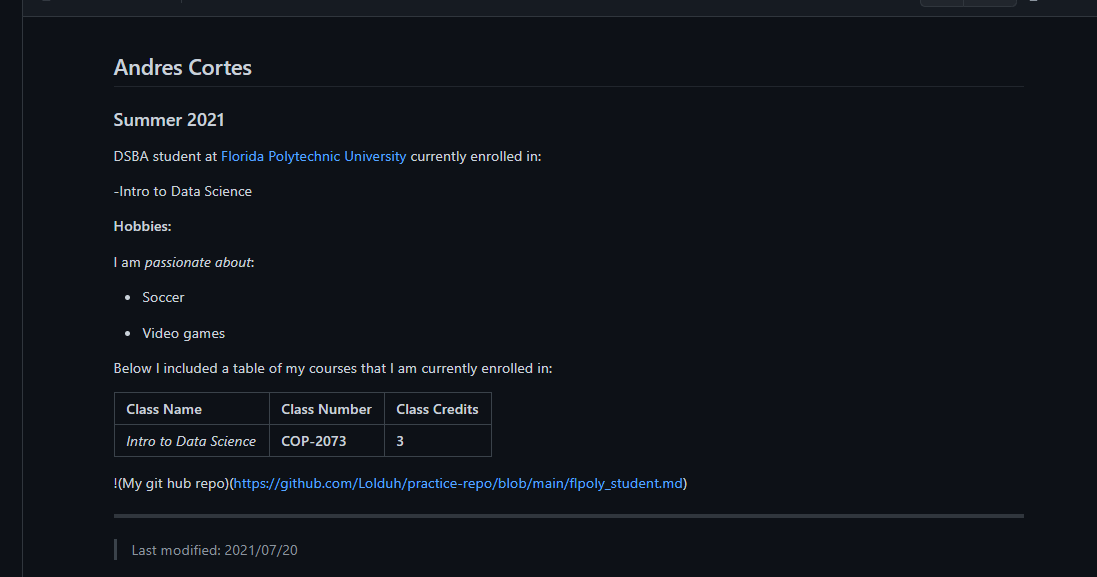 Andres Cortes
Summer 2021
DSBA student at Florida Polytechnic University currently enrolled in:
-Intro to Data Science
Hobbies:
I am passionate about:
Soccer
Video games
Below I included a table of my courses that I am currently enrolled in:
Class Name Class Number Class Credits
Intro to Data Science COP-2073 3
!(My git hub repo)(https://github.com/Lolduh/practice-repo/blob/main/flpoly_student.md)
Last modified: 2021/07/20